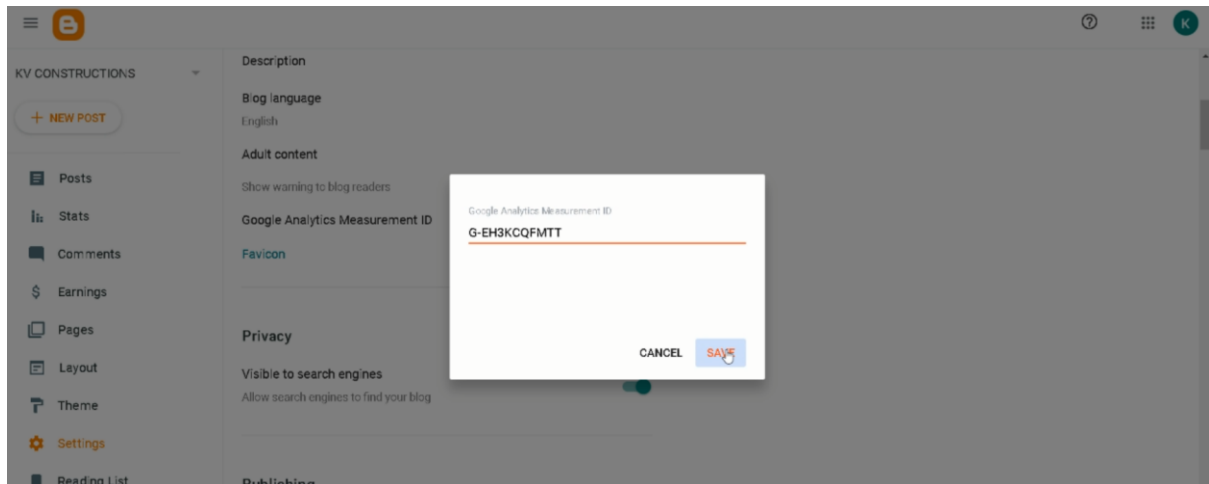 K
KV CONSTRUCTIONS
+ NEW POST
Posts
Stats
Comments
Earnings
Pages
Layout
Theme
Settings
Reading List
Description
Blog language
English
Adult content
Show warning to blog readers
Google Analytics Measurement ID
Favicon
Privacy
Visible to search engines
Allow search engines to find your blog
Publishing
Google Analytics Measurement ID
G-EH3KCQFMTT
CANCEL
SAVE